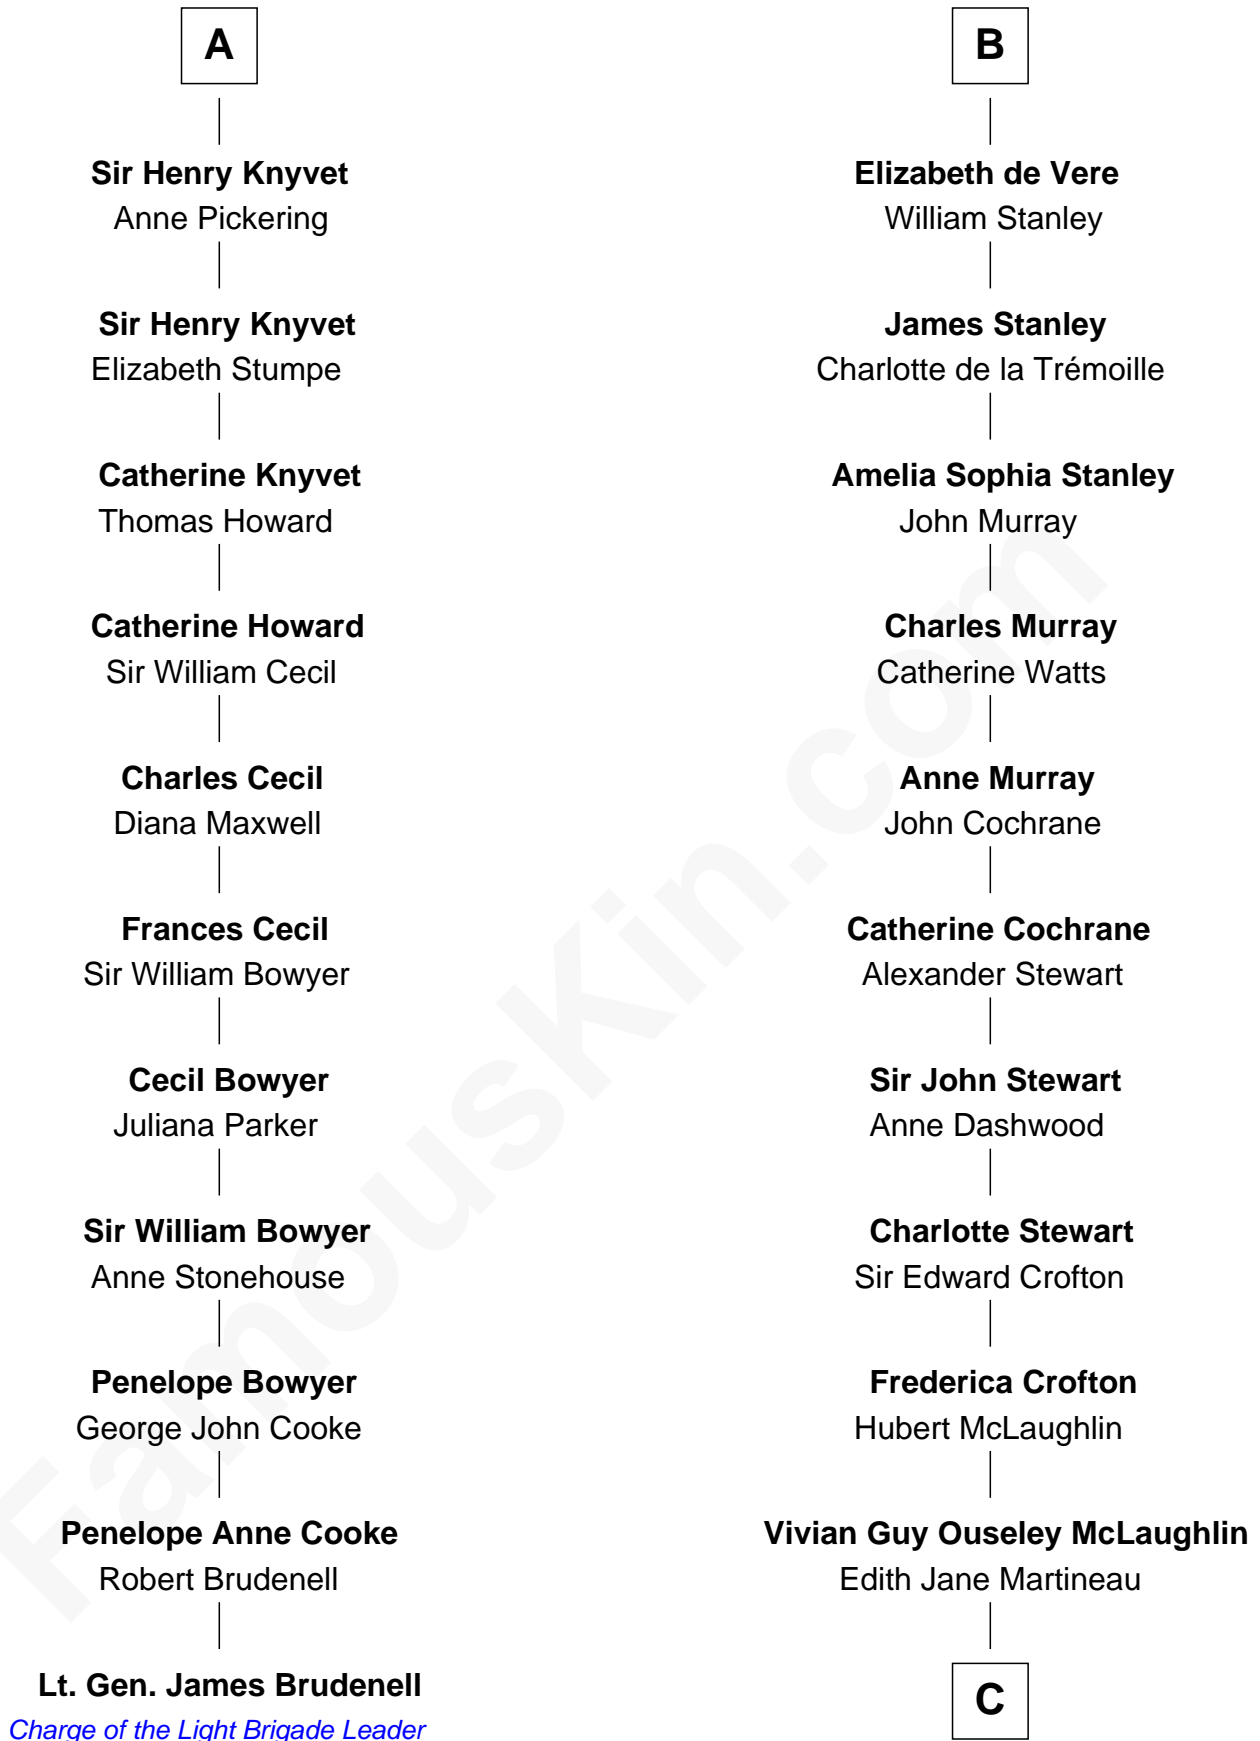 A
Sir Henry Knyvet
Anne Pickering
Sir Henry Knyvet
Elizabeth Stumpe
Catherine Knyvet
Thomas Howard
Catherine Howard
Sir William Cecil
Charles Cecil
Diana Maxwell
Frances Cecil
Sir William Bowyer
Cecil Bowyer
Juliana Parker
Sir William Bowyer
Anne Stonehouse
Penelope Bowyer
George John Cooke
Penelope Anne Cooke
Robert Brudenell
Lt. Gen. James Brudenell
Charge of the Light Brigade Leader
B
Elizabeth de Vere
William Stanley
James Stanley
Charlotte de la Trémoille
Amelia Sophia Stanley
John Murray
Charles Murray
Catherine Watts
Anne Murray
John Cochrane
Catherine Cochrane
Alexander Stewart
Sir John Stewart
Anne Dashwood
Charlotte Stewart
Sir Edward Crofton
Frederica Crofton
Hubert McLaughlin
Vivian Guy Ouseley McLaughlin
Edith Jane Martineau
C
FamousKin.com